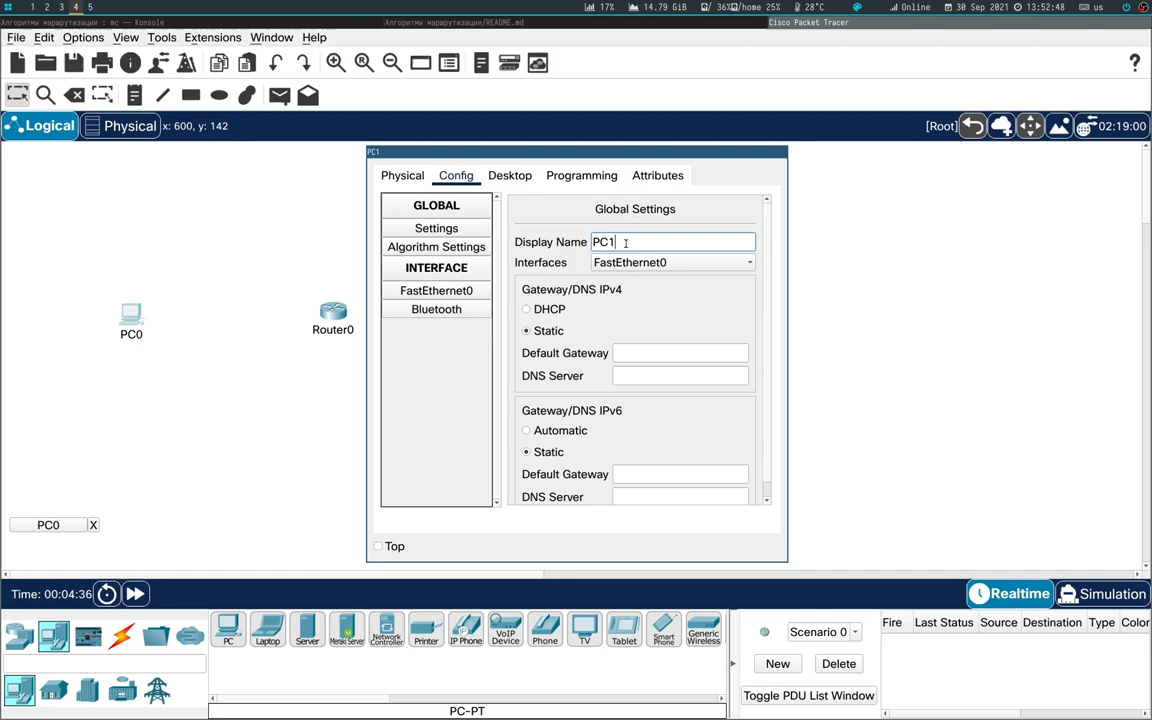 1 2 3 4 5 17% 14.79 GiB / 36% /home 25% 28°C Online 30 Sep 2021 13:52:48 us
Алгоритмы маршрутизации : mc — Konsole Алгоритмы маршрутизации/README.md Cisco Packet Tracer
File Edit Options View Tools Extensions Window Help
?
Logical Physical x: 600, y: 142 [Root] 02:19:00
PC1
Physical Config Desktop Programming Attributes
GLOBAL
Settings
Algorithm Settings
INTERFACE
FastEthernet0
Bluetooth
Global Settings
Display Name PC1
Interfaces FastEthernet0
Gateway/DNS IPv4
DHCP
Static
Default Gateway
DNS Server
Gateway/DNS IPv6
Automatic
Static
Default Gateway
DNS Server
Top
PC0
Router0
PC0 X
Time: 00:04:36 Realtime Simulation
PC Laptop Server Meraki Server Network Controller Printer IP Phone VoIP Device Phone TV Tablet Smart Phone Generic Wireless
PC-PT
Scenario 0
New Delete
Toggle PDU List Window
Fire Last Status Source Destination Type Color